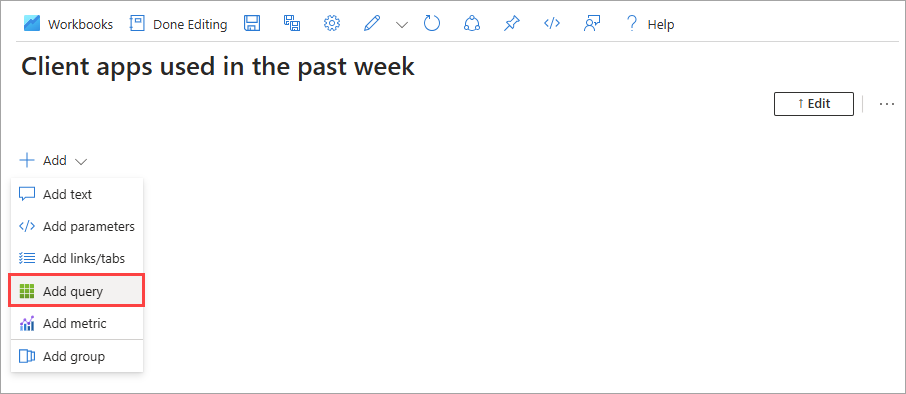 Workbooks Done Editing </> ? Help
Client apps used in the past week
↑ Edit ...
+ Add
Add text
</> Add parameters
Add links/tabs
Add query
Add metric
Add group